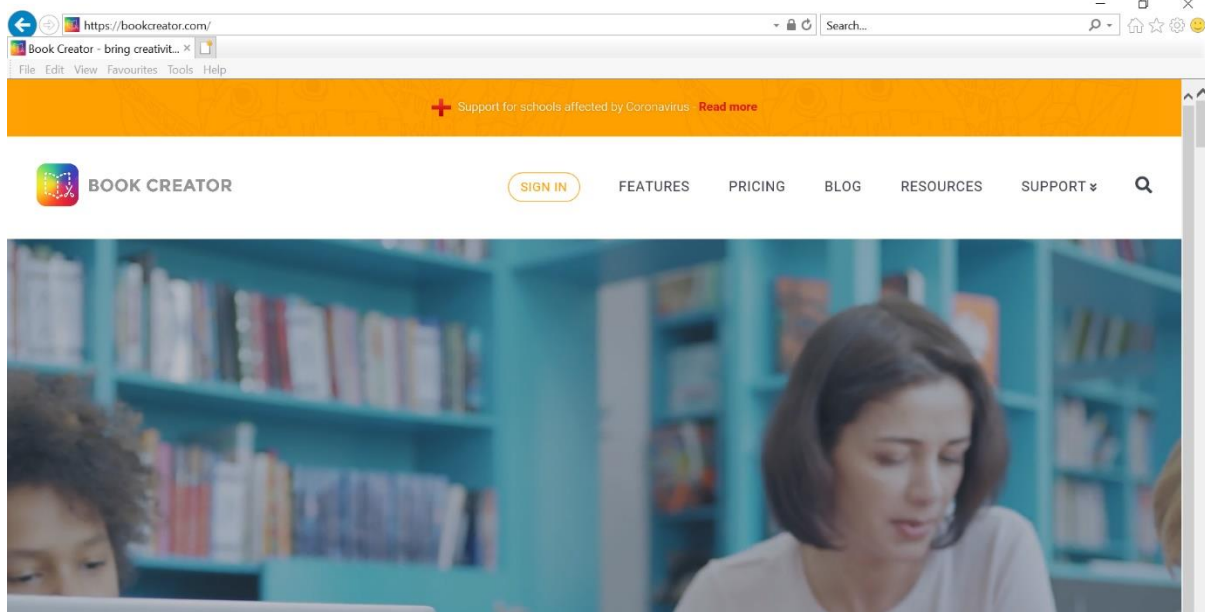 https://bookcreator.com/
Search...
Book Creator - bring creativit...
File Edit View Favourites Tools Help
Support for schools affected by Coronavirus - Read more
BOOK CREATOR
SIGN IN
FEATURES
PRICING
BLOG
RESOURCES
SUPPORT